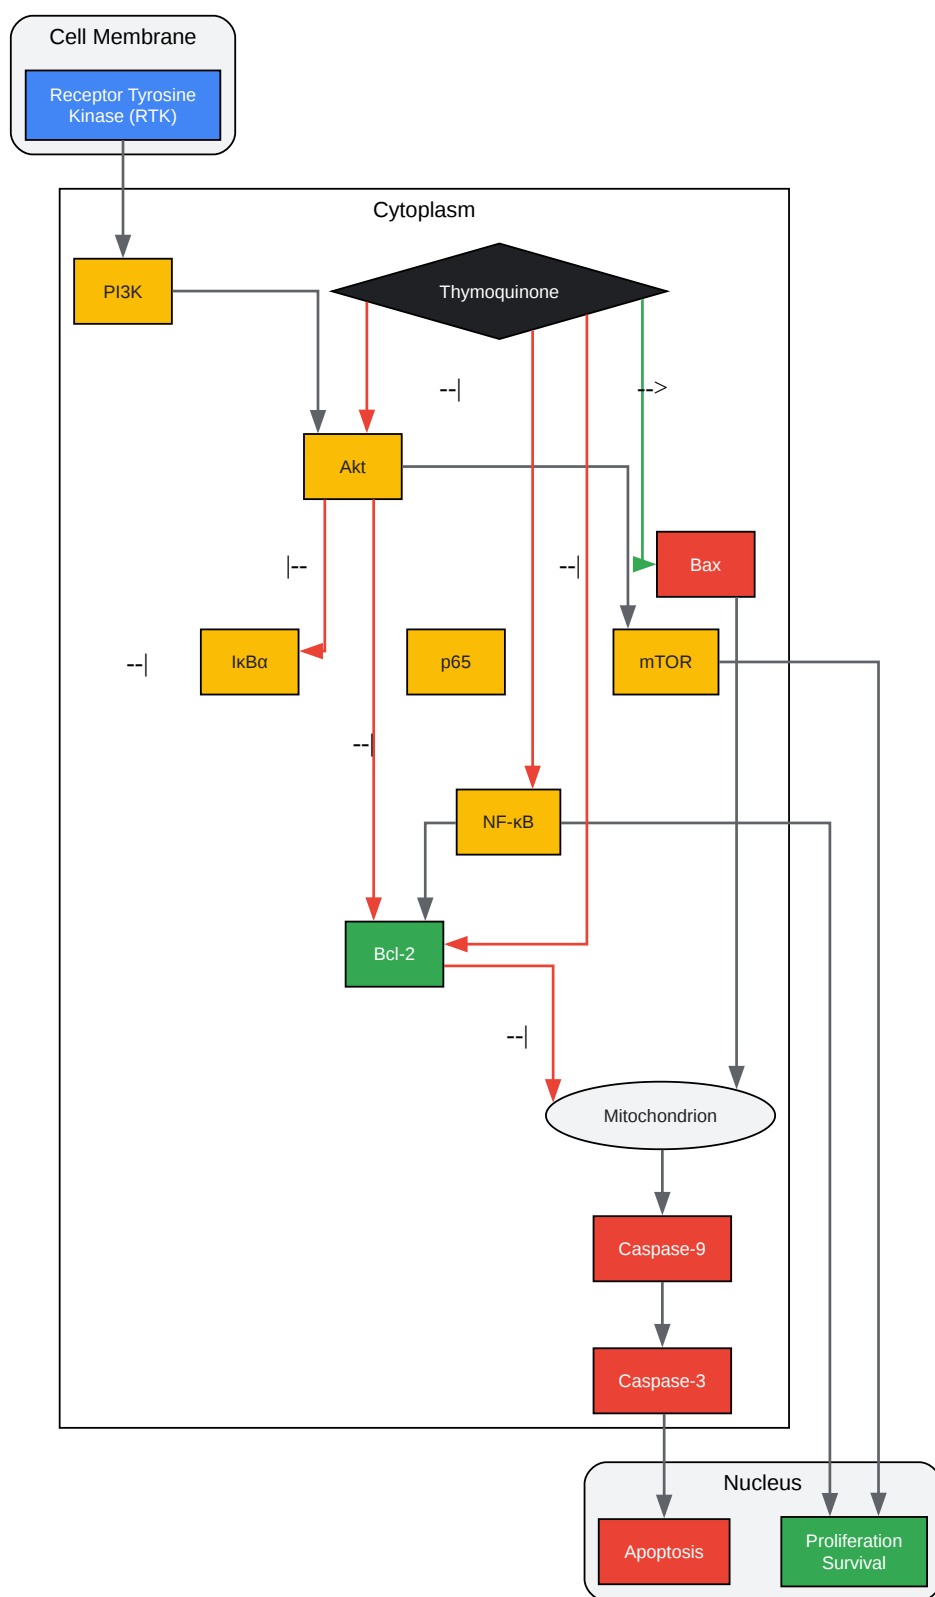 Cell Membrane
Receptor Tyrosine
Kinase (RTK)
Cytoplasm
PI3K
Thymoquinone
--|
-->
Akt
|--
--|
Bax
--|
IκBα
p65
mTOR
--|
NF-κB
Bcl-2
--|
Mitochondrion
Caspase-9
Caspase-3
Nucleus
Apoptosis
Proliferation
Survival